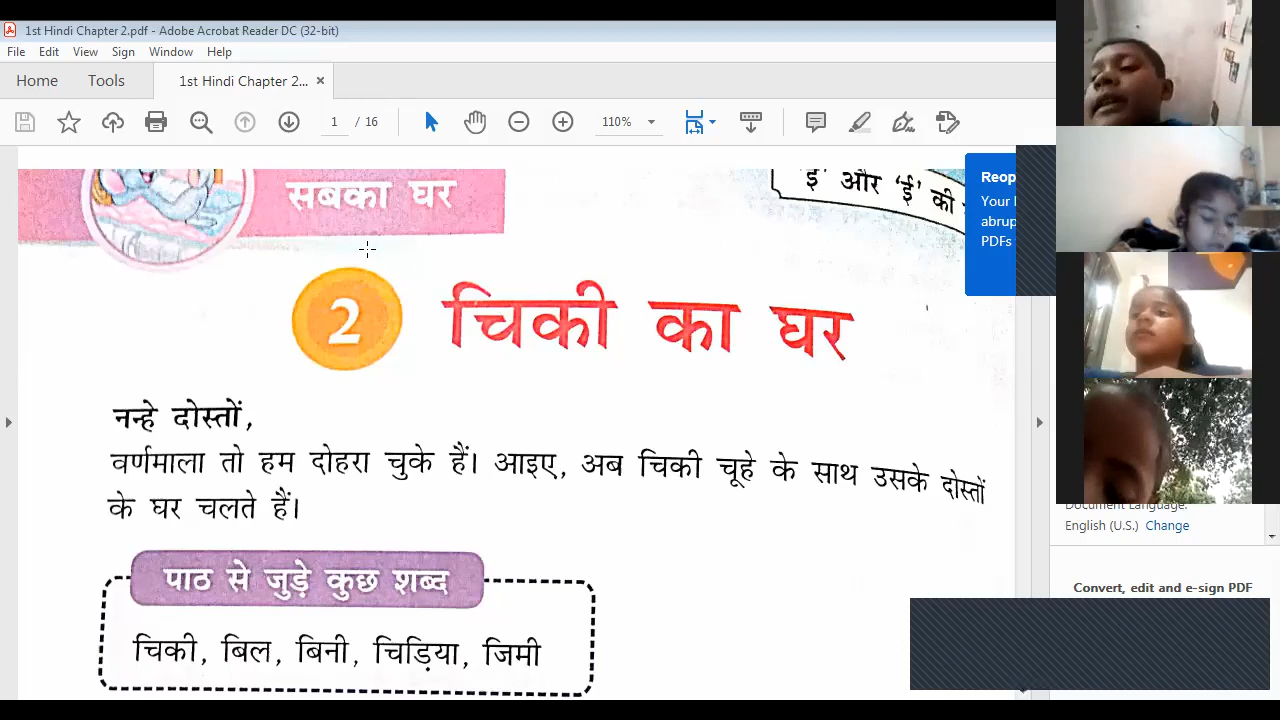 1st Hindi Chapter 2.pdf - Adobe Acrobat Reader DC (32-bit)
File Edit View Sign Window Help
Home Tools 1st Hindi Chapter 2... ×
1 / 16 110%
सबका घर
और 'ई' की
Reop
Your
abrup
PDFs
2 चिकी का घर
नन्हे दोस्तों,
वर्णमाला तो हम दोहरा चुके हैं। आइए, अब चिकी चूहे के साथ उसके दोस्तों
के घर चलते हैं।
पाठ से जुड़े कुछ शब्द
चिकी, बिल, बिनी, चिड़िया, जिमी
Document Language:
English (U.S.) Change
Convert, edit and e-sign PDF